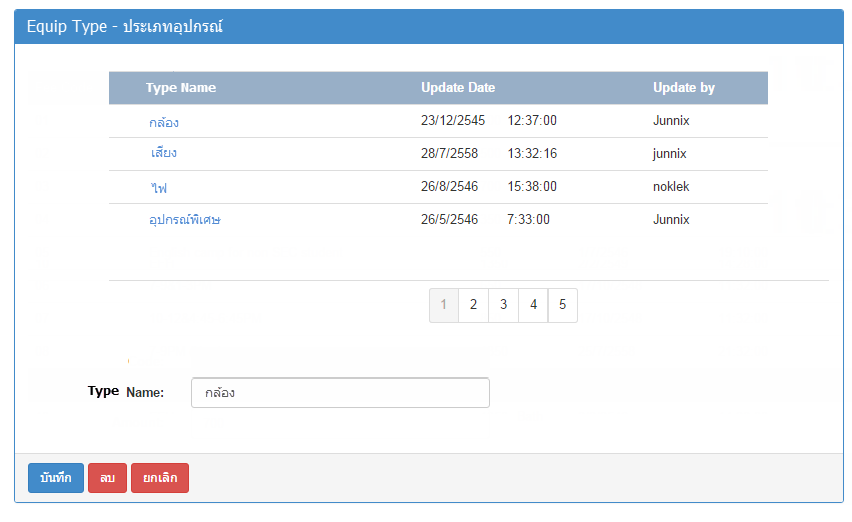 Equip Type - ประเภทอุปกรณ์
Type Name Update Date Update by
กล้อง 23/12/2545 12:37:00 Junnix
เสียง 28/7/2558 13:32:16 junnix
ไฟ 26/8/2546 15:38:00 noklek
อุปกรณ์พิเศษ 26/5/2546 7:33:00 Junnix
1 2 3 4 5
Type Name: กล้อง
บันทึก ลบ ยกเลิก